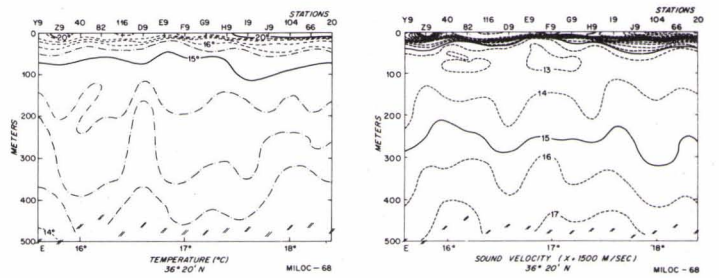 STATIONS
Y9 40 116 E9 G9 I9 104 20
Z9 82 D9 F9 H9 J9 66
0
20°
20°
16°
15°
100
200
300
400
500
METERS
14°
E 16° 17° 18°
TEMPERATURE (°C)
36° 20' N
MILOC-68
STATIONS
Y9 40 116 E9 G9 19 104 20
Z9 82 D9 F9 H9 J9 66
0
100
200
300
400
500
METERS
13
14
15
16
17
E 16° 17° 18°
SOUND VELOCITY (X+1500 M/SEC)
36° 20' N
MILOC-68